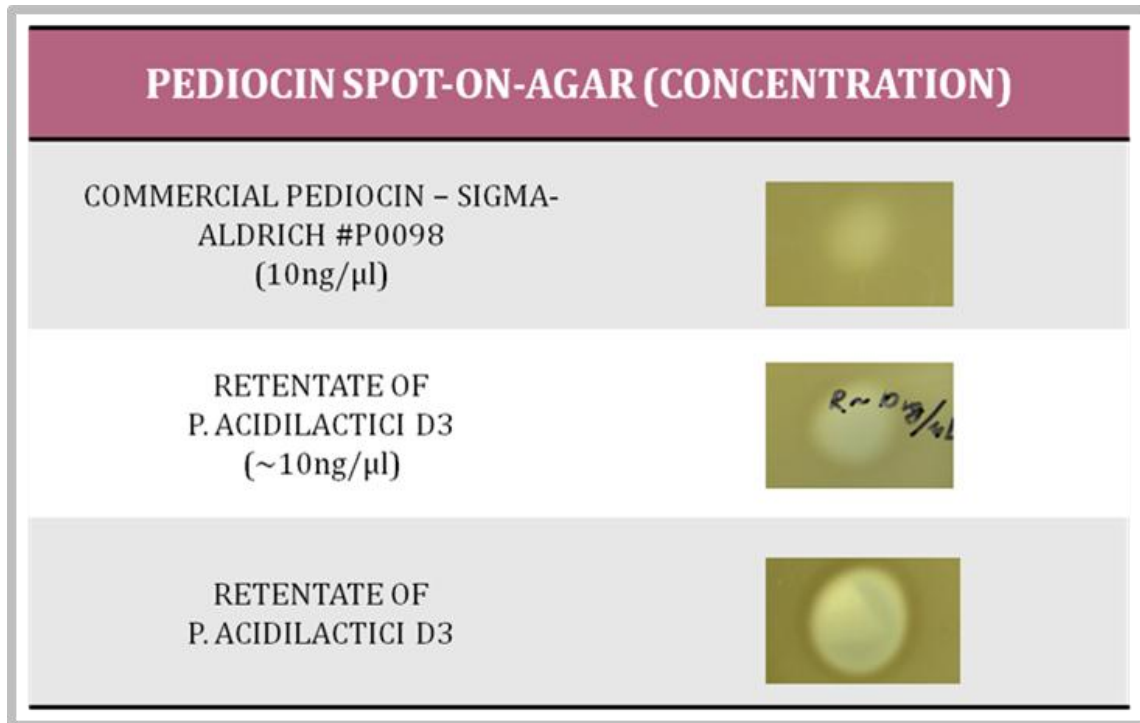 PEDIOCIN SPOT-ON-AGAR (CONCENTRATION)
COMMERCIAL PEDIOCIN – SIGMA-
ALDRICH #P0098
(10ng/µl)
RETENTATE OF
P. ACIDILACTICI D3
(~10ng/µl)
R ~ 10
RETENTATE OF
P. ACIDILACTICI D3